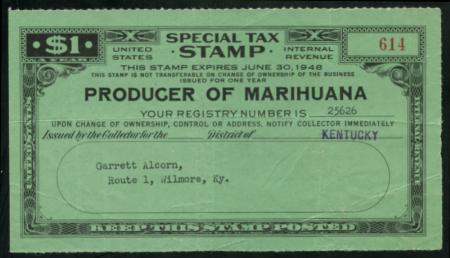 $1
A YEAR
SPECIAL TAX
UNITED STATES STAMP INTERNAL REVENUE
614
THIS STAMP EXPIRES JUNE 30, 1948
THIS STAMP IS NOT TRANSFERABLE ON CHANGE OF OWNERSHIP OF THE BUSINESS
ISSUED FOR ONE YEAR
PRODUCER OF MARIHUANA
YOUR REGISTRY NUMBER IS 25626
UPON CHANGE OF OWNERSHIP, CONTROL OR ADDRESS, NOTIFY COLLECTOR IMMEDIATELY
Issued by the Collector for the District of KENTUCKY
Garrett Alcorn,
Route 1, Wilmore, Ky.
UNITED STATES
KEEP THIS STAMP POSTED